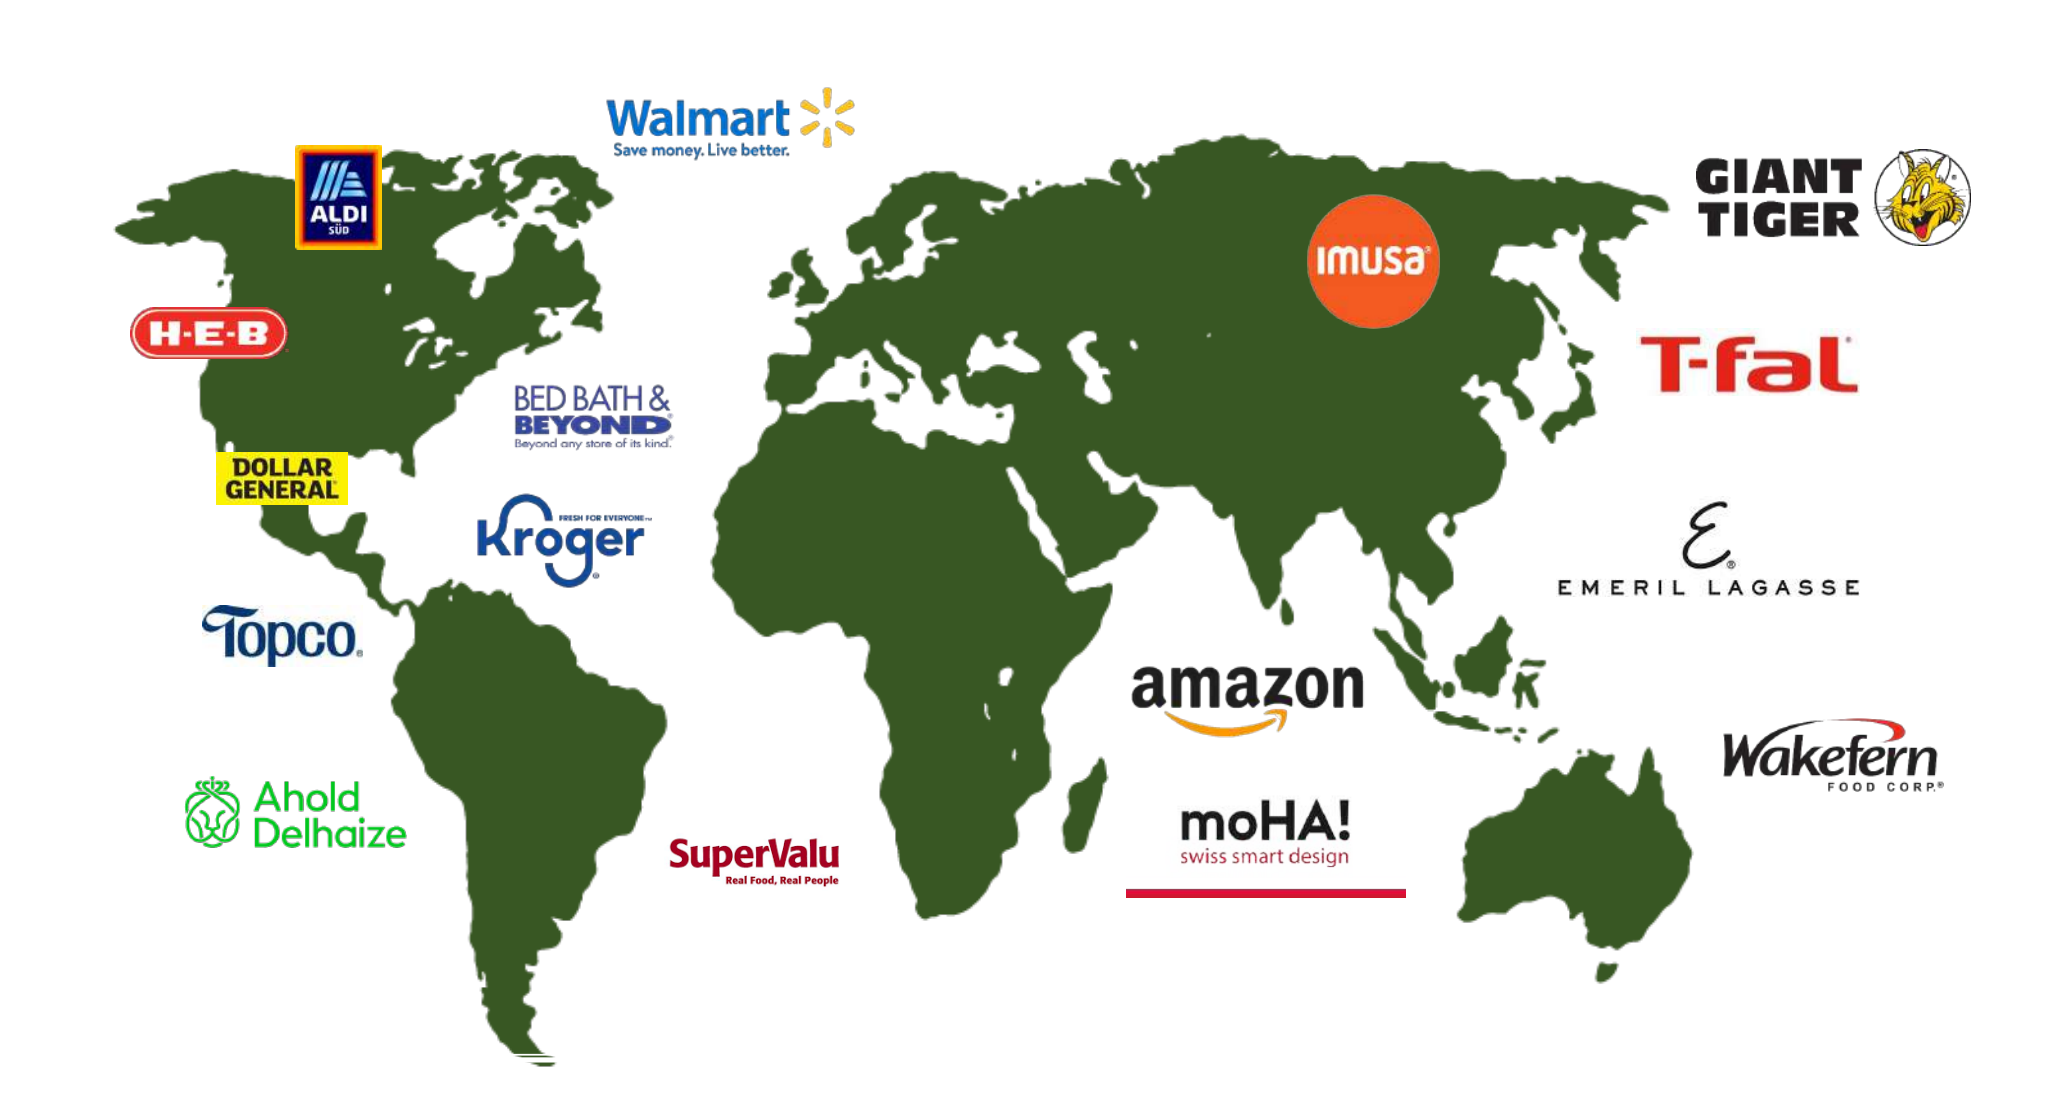 Walmart
Save money. Live better.
ALDI
SÜD
GIANT
TIGER
imusa
H-E-B
T-fal
BED BATH &
BEYOND
Beyond any store of its kind.
DOLLAR
GENERAL
FRESH FOR EVERYONE™
Kroger
E
EMERIL LAGASSE
Topco
amazon
Wakefern
FOOD CORP.
Ahold
Delhaize
moHA!
swiss smart design
SuperValu
Real Food, Real People